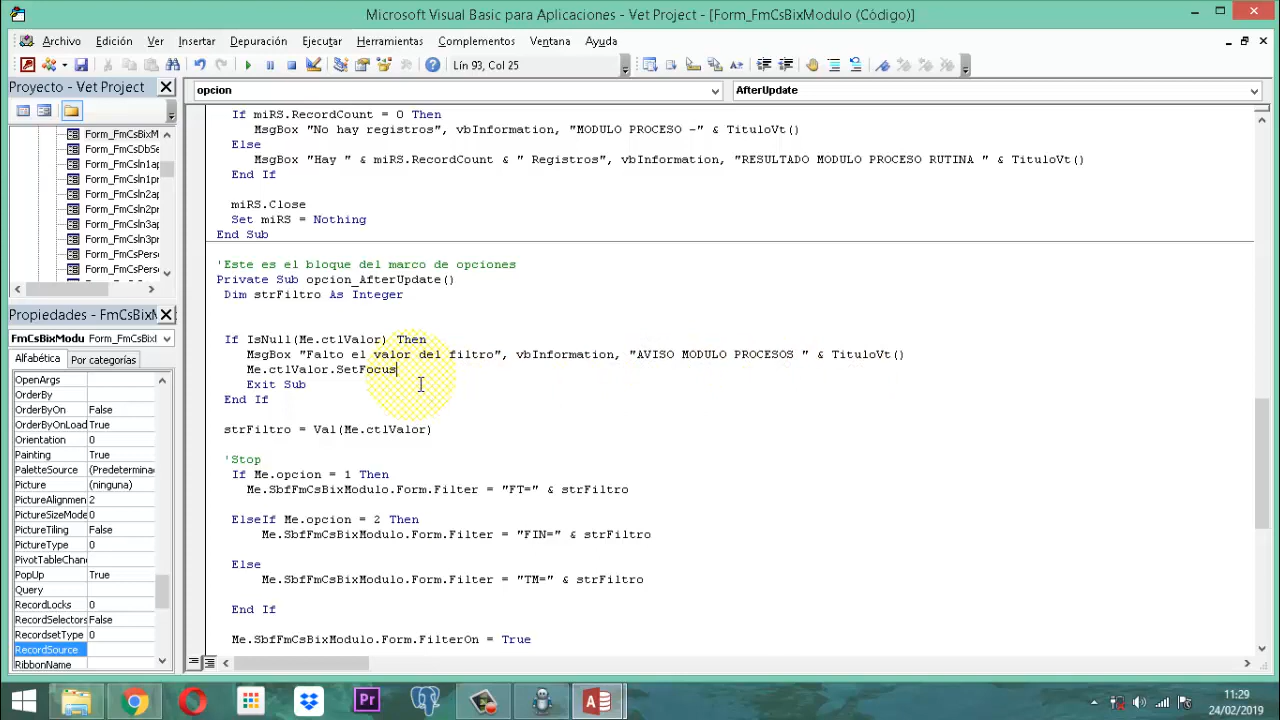 Microsoft Visual Basic para Aplicaciones - Vet Project - [Form_FmCsBixModulo (Código)]
Archivo Edición Ver Insertar Depuración Ejecutar Herramientas Complementos Ventana Ayuda
Lín 93, Col 25
Proyecto - Vet Project
opcion
AfterUpdate
Form_FmCsBixM
Form_FmCsDbSe
Form_FmCsIn1ap
Form_FmCsIn1pr
Form_FmCsIn2ap
Form_FmCsIn2pr
Form_FmCsIn3ap
Form_FmCsIn3pr
Form_FmCsPerso
Form_FmCsPerso
Propiedades - FmCsBixMo
FmCsBixModu Form_FmCsBixI
Alfabética Por categorías
OpenArgs
OrderBy
OrderByOn False
OrderByOnLoad True
Orientation 0
Painting True
PaletteSource (Predetermina
Picture (ninguna)
PictureAlignmen 2
PictureSizeMode 0
PictureTiling False
PictureType 0
PivotTableChan
PopUp True
Query
RecordLocks 0
RecordSelectors False
RecordsetType 0
RecordSource
RibbonName
If miRS.RecordCount = 0 Then
MsgBox "No hay registros", vbInformation, "MODULO PROCESO -" & TituloVt()
Else
MsgBox "Hay " & miRS.RecordCount & " Registros", vbInformation, "RESULTADO MODULO PROCESO RUTINA " & TituloVt()
End If
miRS.Close
Set miRS = Nothing
End Sub
'Este es el bloque del marco de opciones
Private Sub opcion_AfterUpdate()
Dim strFiltro As Integer
If IsNull(Me.ctlValor) Then
MsgBox "Falto el valor del filtro", vbInformation, "AVISO MODULO PROCESOS " & TituloVt()
Me.ctlValor.SetFocus
Exit Sub
End If
strFiltro = Val(Me.ctlValor)
'Stop
If Me.opcion = 1 Then
Me.SbfFmCsBixModulo.Form.Filter = "FT=" & strFiltro
ElseIf Me.opcion = 2 Then
Me.SbfFmCsBixModulo.Form.Filter = "FIN=" & strFiltro
Else
Me.SbfFmCsBixModulo.Form.Filter = "TM=" & strFiltro
End If
Me.SbfFmCsBixModulo.Form.FilterOn = True
Pr
11:29
24/02/2019